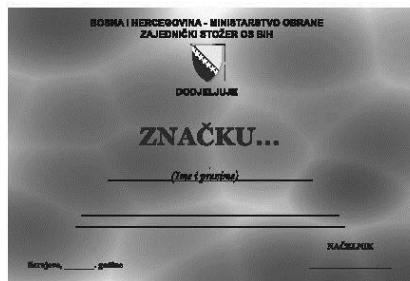 BOSNA I HERCEGOVINA - MINISTARSTVO OBRANE
ZAJEDNIČKI STOŽER OS BIH
DODJELJUJE
ZNAČKU...
(Ime i prezime)
NAČELNIK
Sarajevo, ______. godine